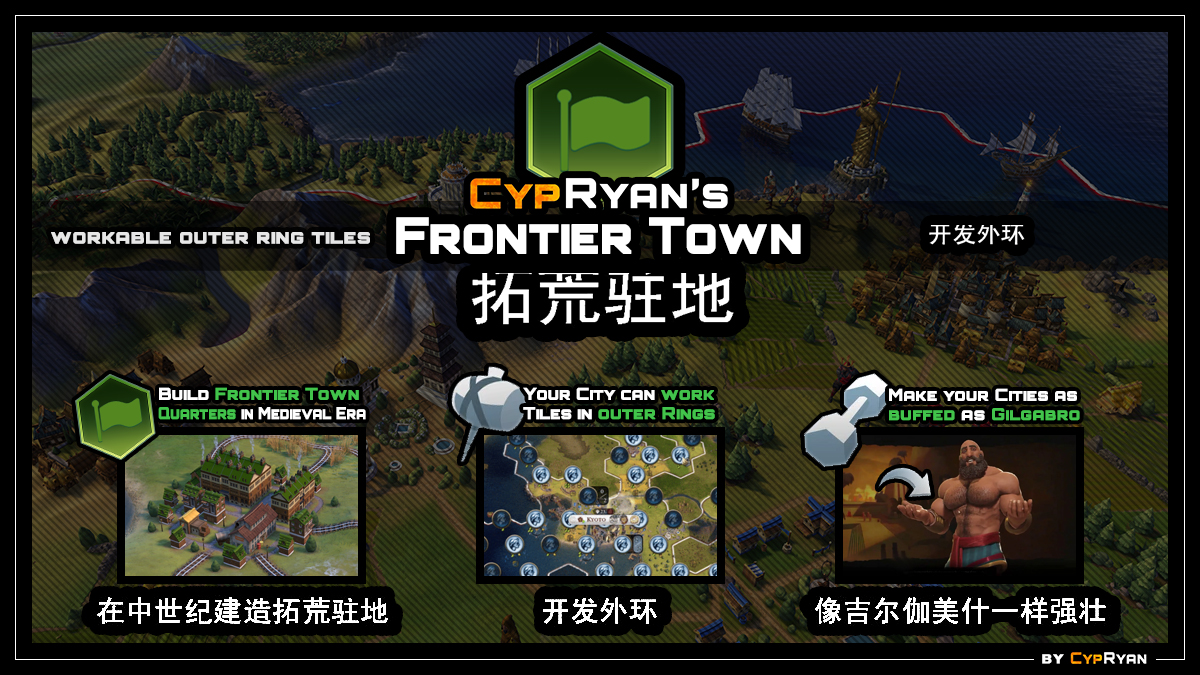 CypRyan's
Frontier Town
拓荒驻地
Workable Outer Ring Tiles
开发外环
Build Frontier Town
Quarters in Medieval Era
Your City can work
Tiles in outer Rings
Make your Cities as
buffed as Gilgabro
Kyoto
在中世纪建造拓荒驻地
开发外环
像吉尔伽美什一样强壮
by CypRyan